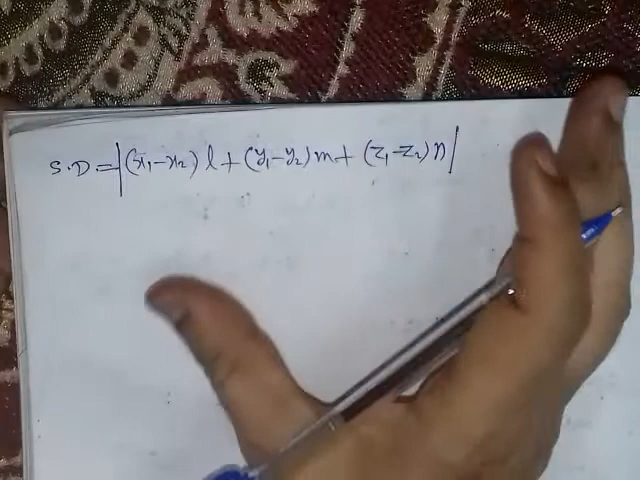 S.D = |(x₁-x₂) l + (y₁-y₂) m + (z₁-z₂) n|